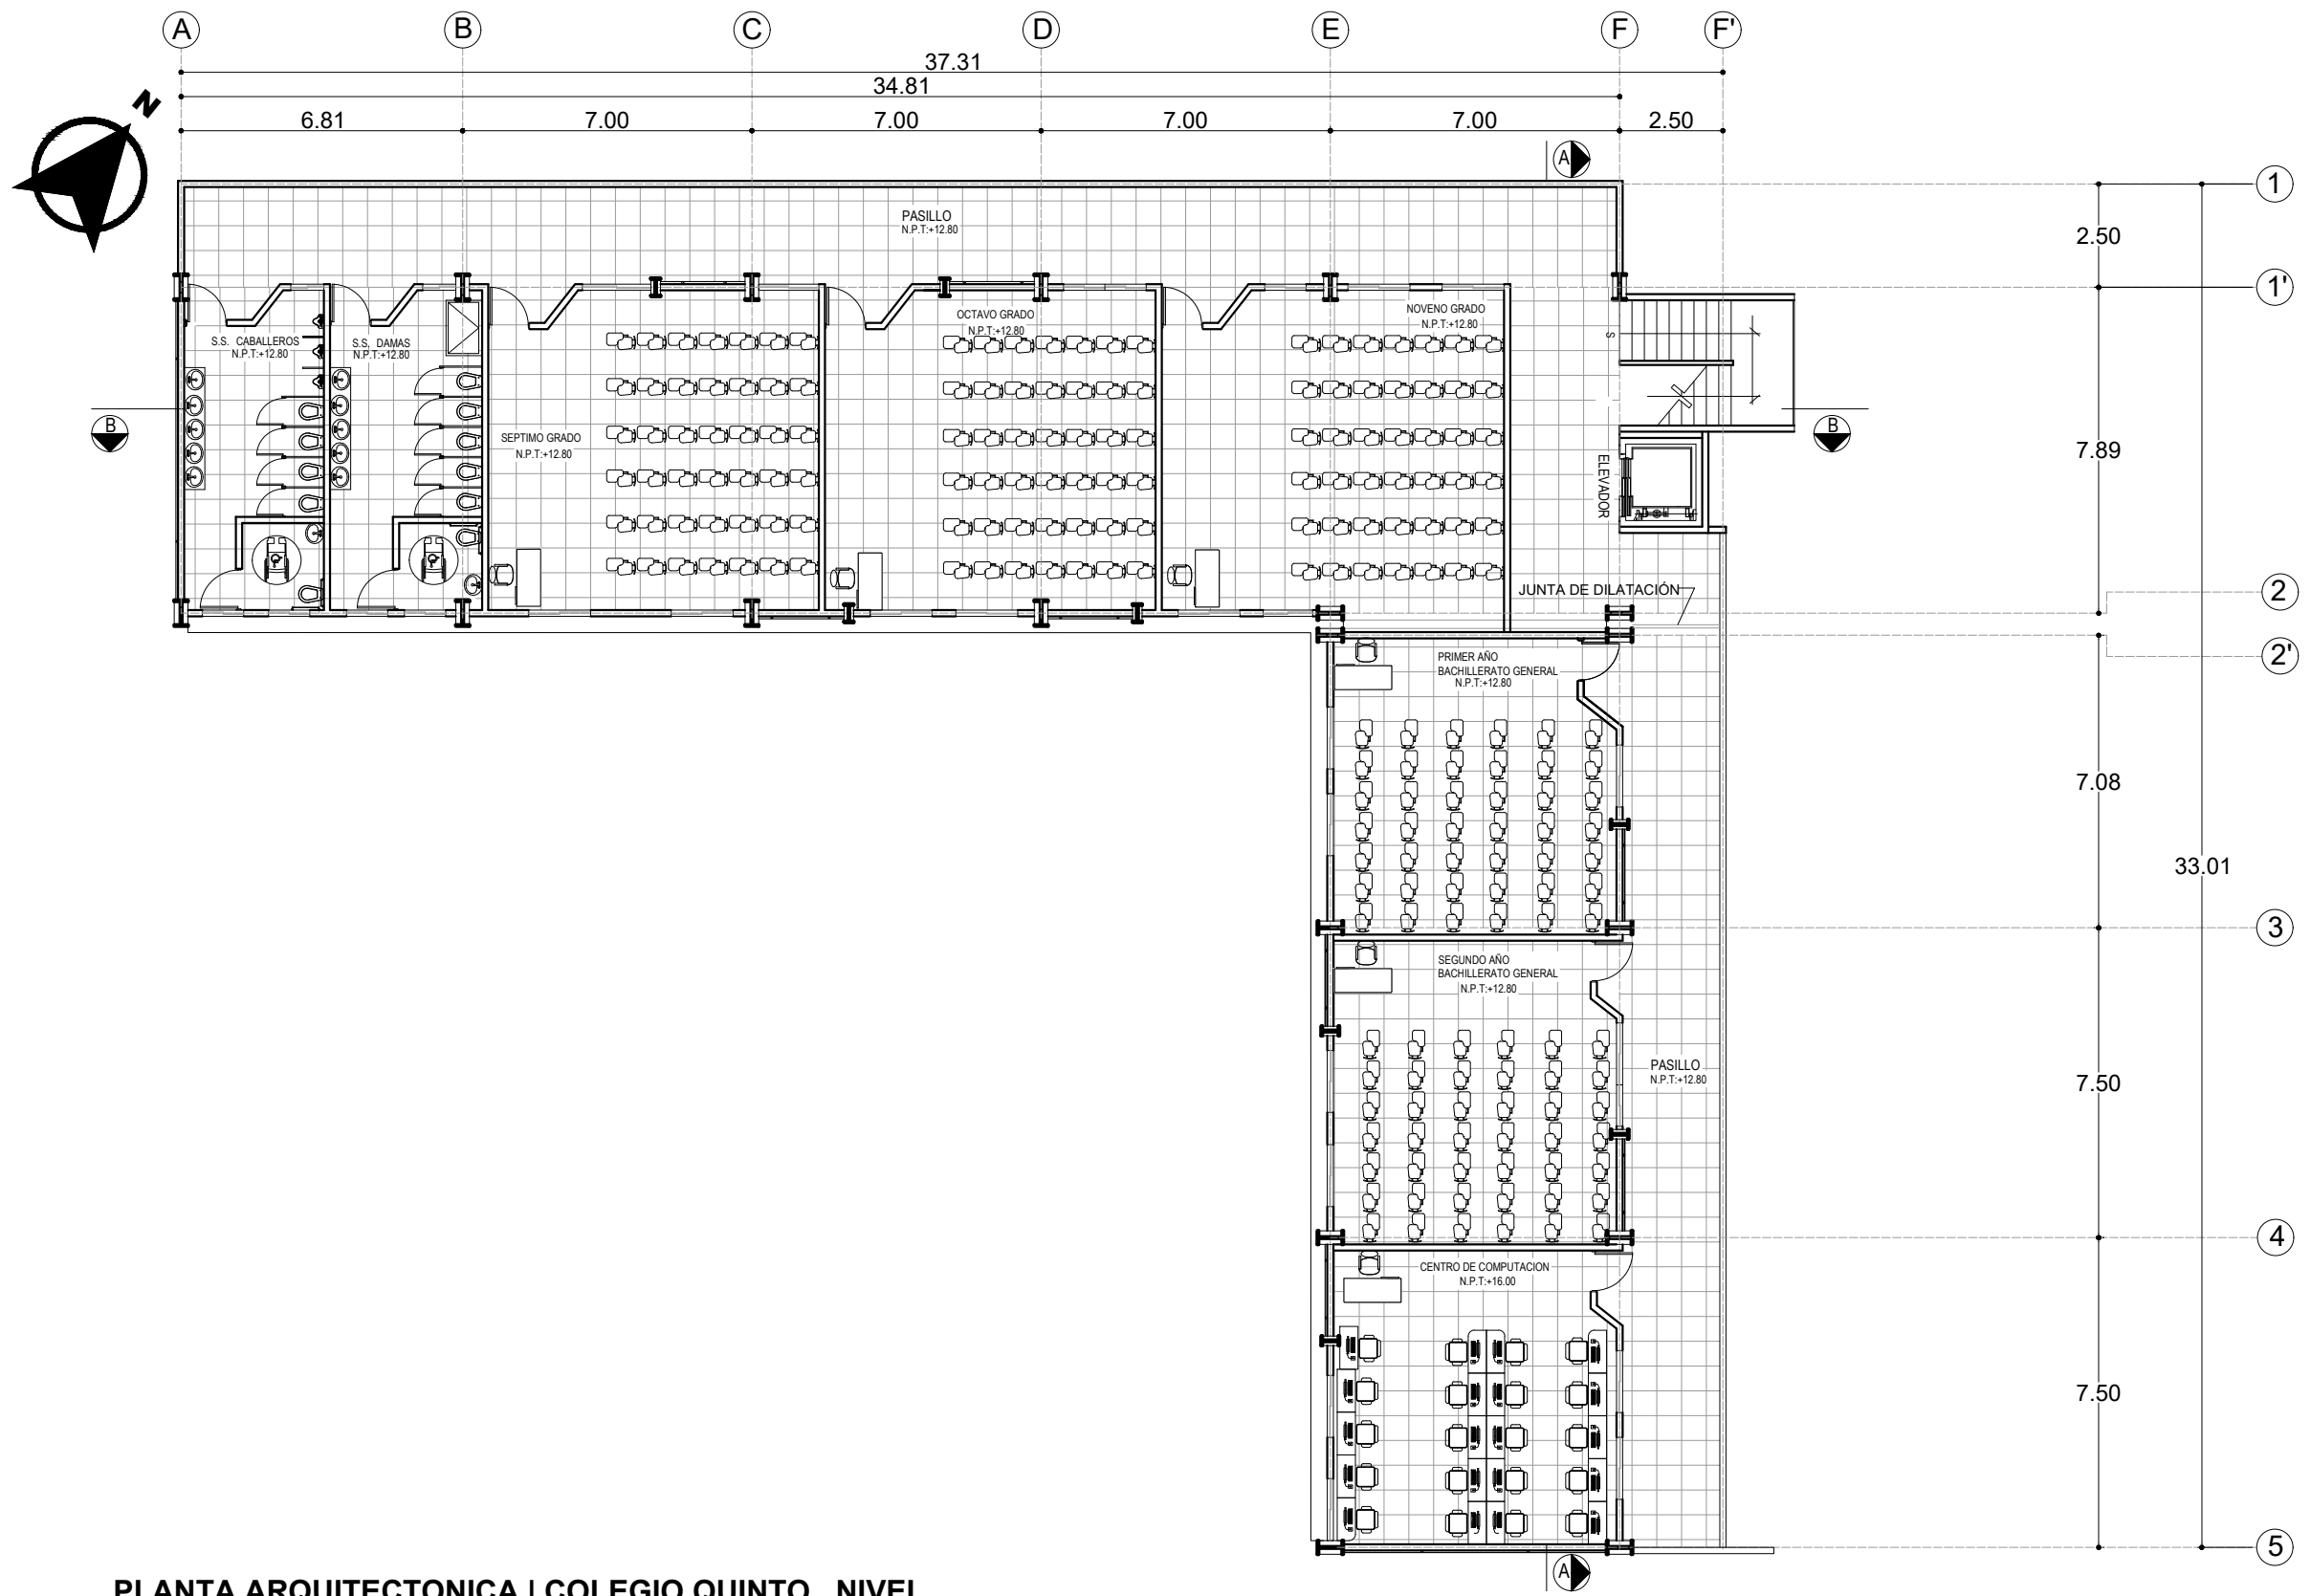 A B C D E F F'
37.31
34.81
6.81 7.00 7.00 7.00 7.00 2.50
N
A
1
PASILLO
N.P.T:+12.80
2.50
1'
S.S. CABALLEROS
N.P.T:+12.80
S.S. DAMAS
N.P.T:+12.80
OCTAVO GRADO
N.P.T:+12.80
NOVENO GRADO
N.P.T:+12.80
S
B
SEPTIMO GRADO
N.P.T:+12.80
B
7.89
ELEVADOR
JUNTA DE DILATACIÓN
2
2'
PRIMER AÑO
BACHILLERATO GENERAL
N.P.T:+12.80
7.08
33.01
3
SEGUNDO AÑO
BACHILLERATO GENERAL
N.P.T:+12.80
PASILLO
N.P.T:+12.80
7.50
4
CENTRO DE COMPUTACION
N.P.T:+16.00
7.50
5
A
PLANTA ARQUITECTONICA | COLEGIO QUINTO NIVEL